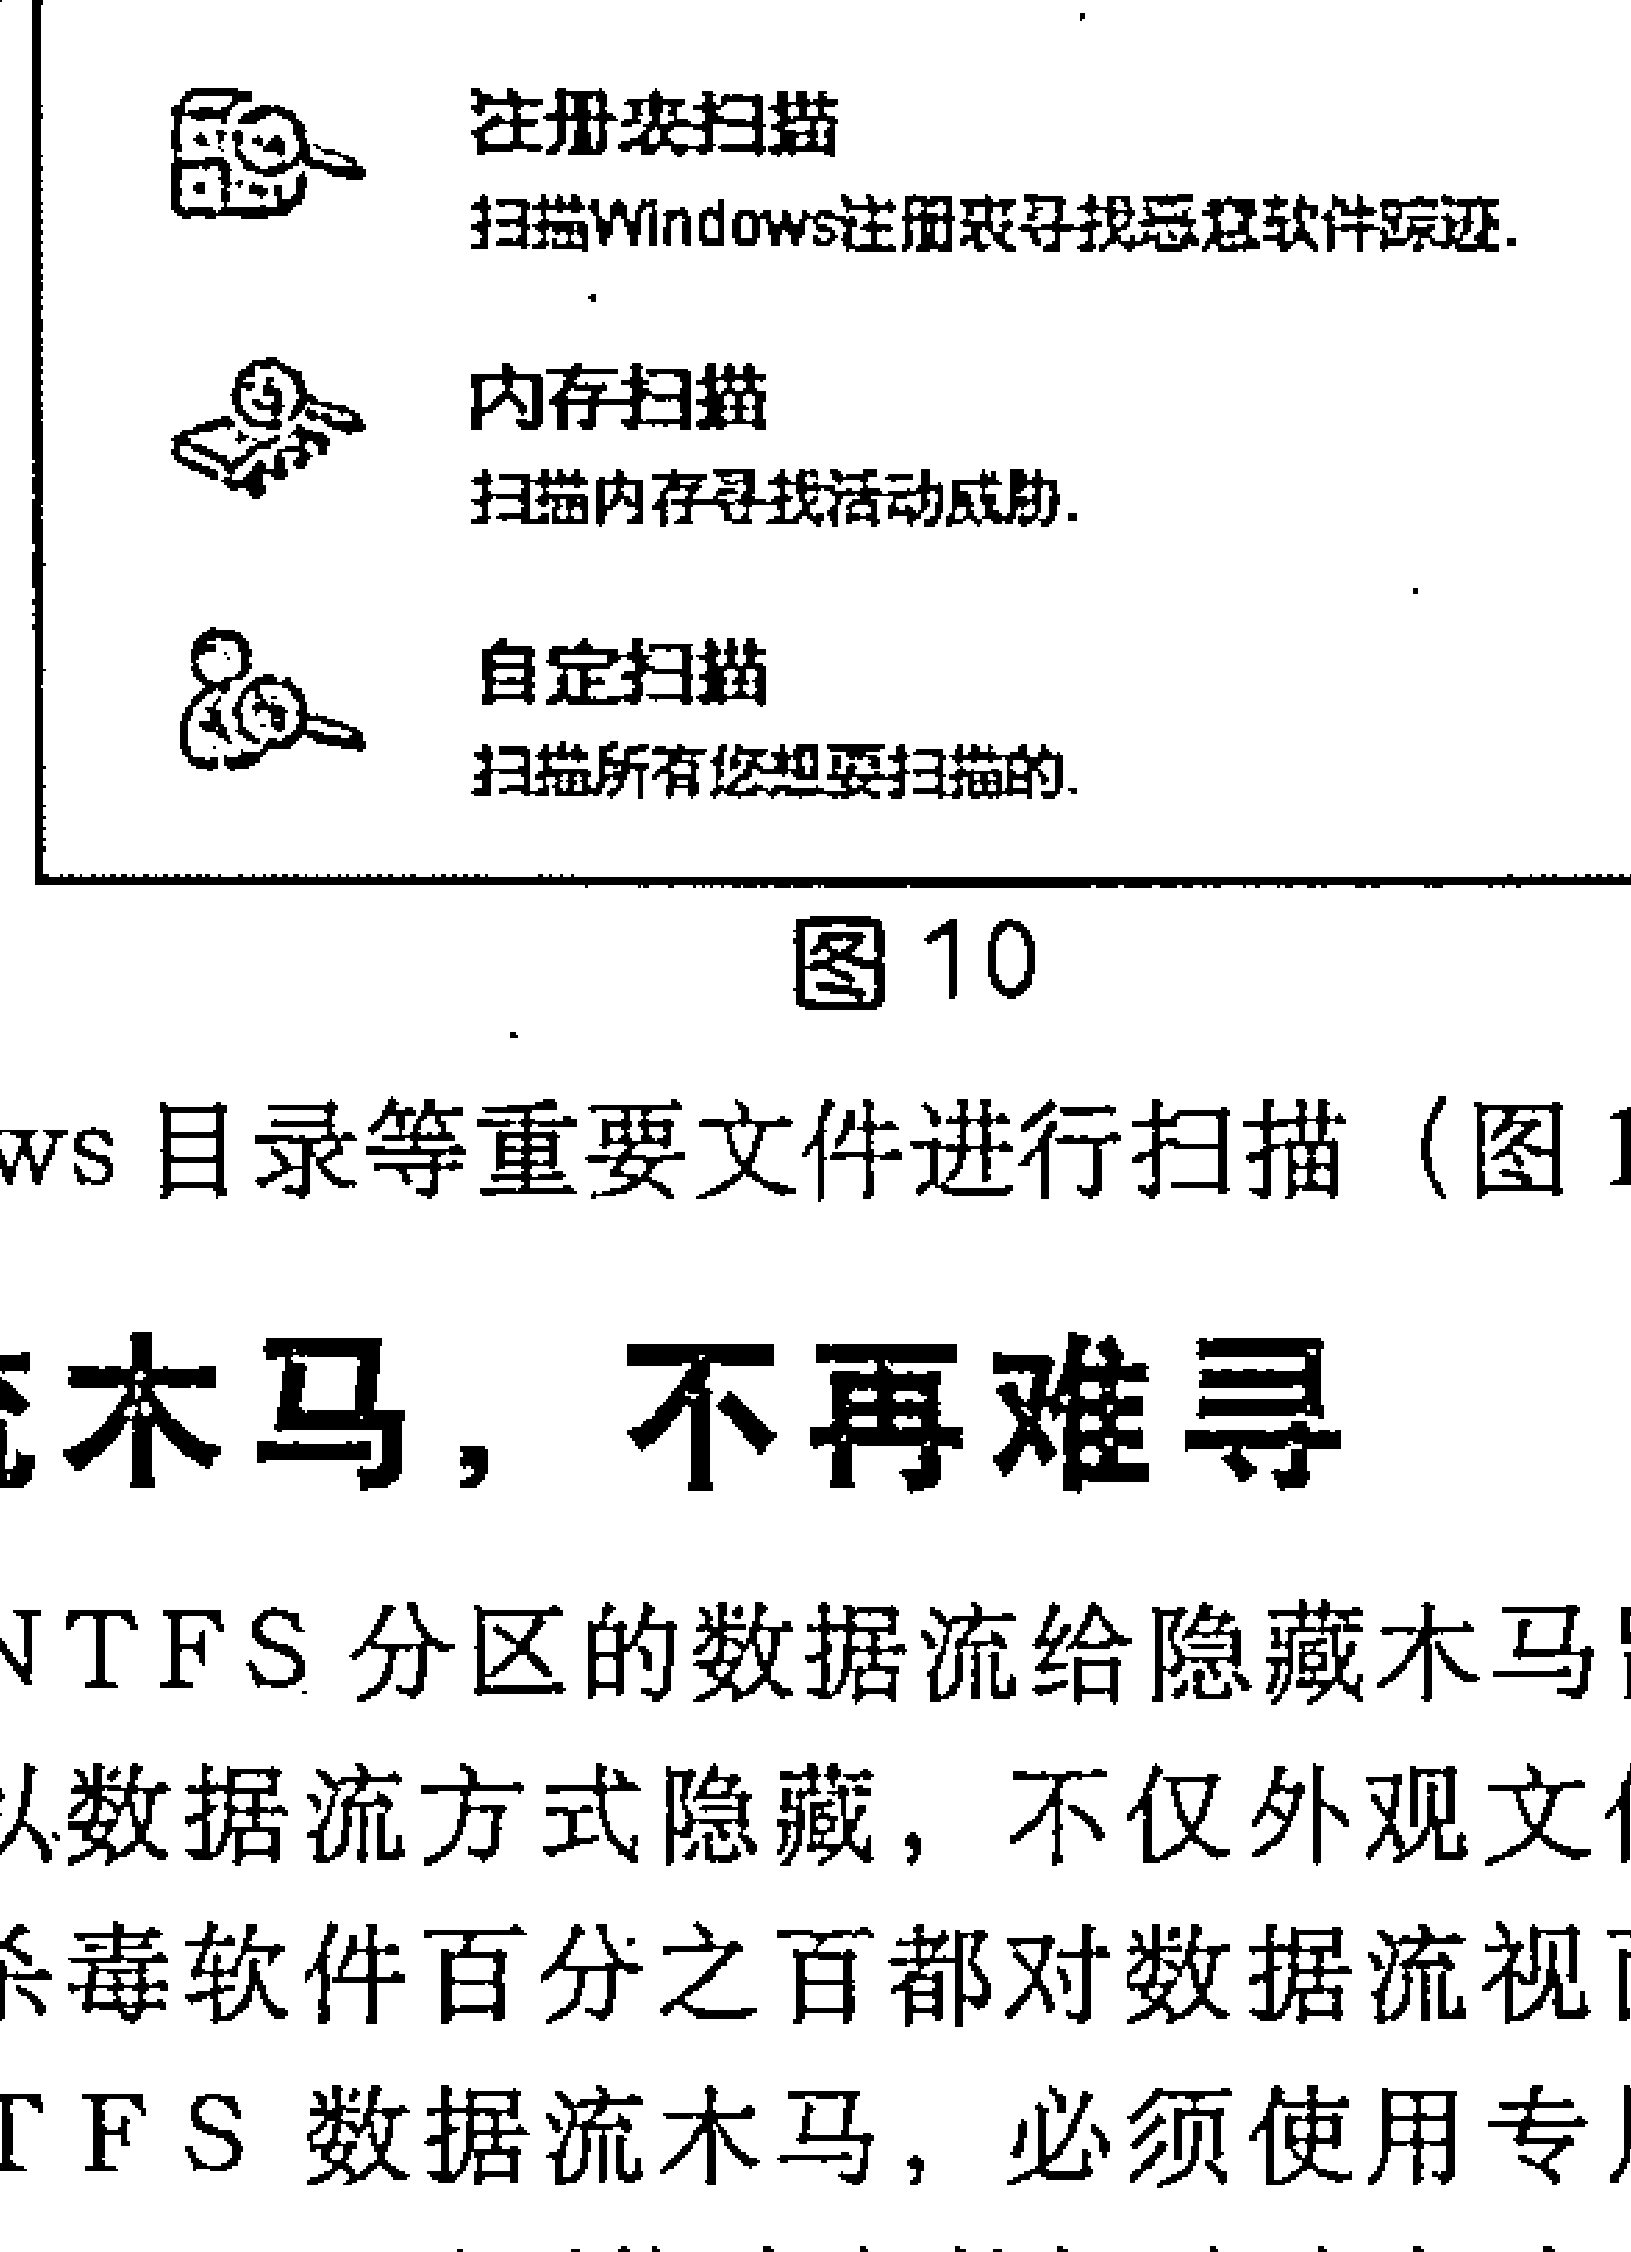 注册表扫描
扫描Windows注册表寻找恶意软件踪迹.
内存扫描
扫描内存寻找活动威胁.
自定扫描
扫描所有您想要扫描的.
图 10
ws 目录等重要文件进行扫描（图 1
木马，不再难寻
NTFS 分区的数据流给隐藏木马
以数据流方式隐藏，不仅外观文件
杀毒软件百分之百都对数据流视而
TFS 数据流木马，必须使用专用